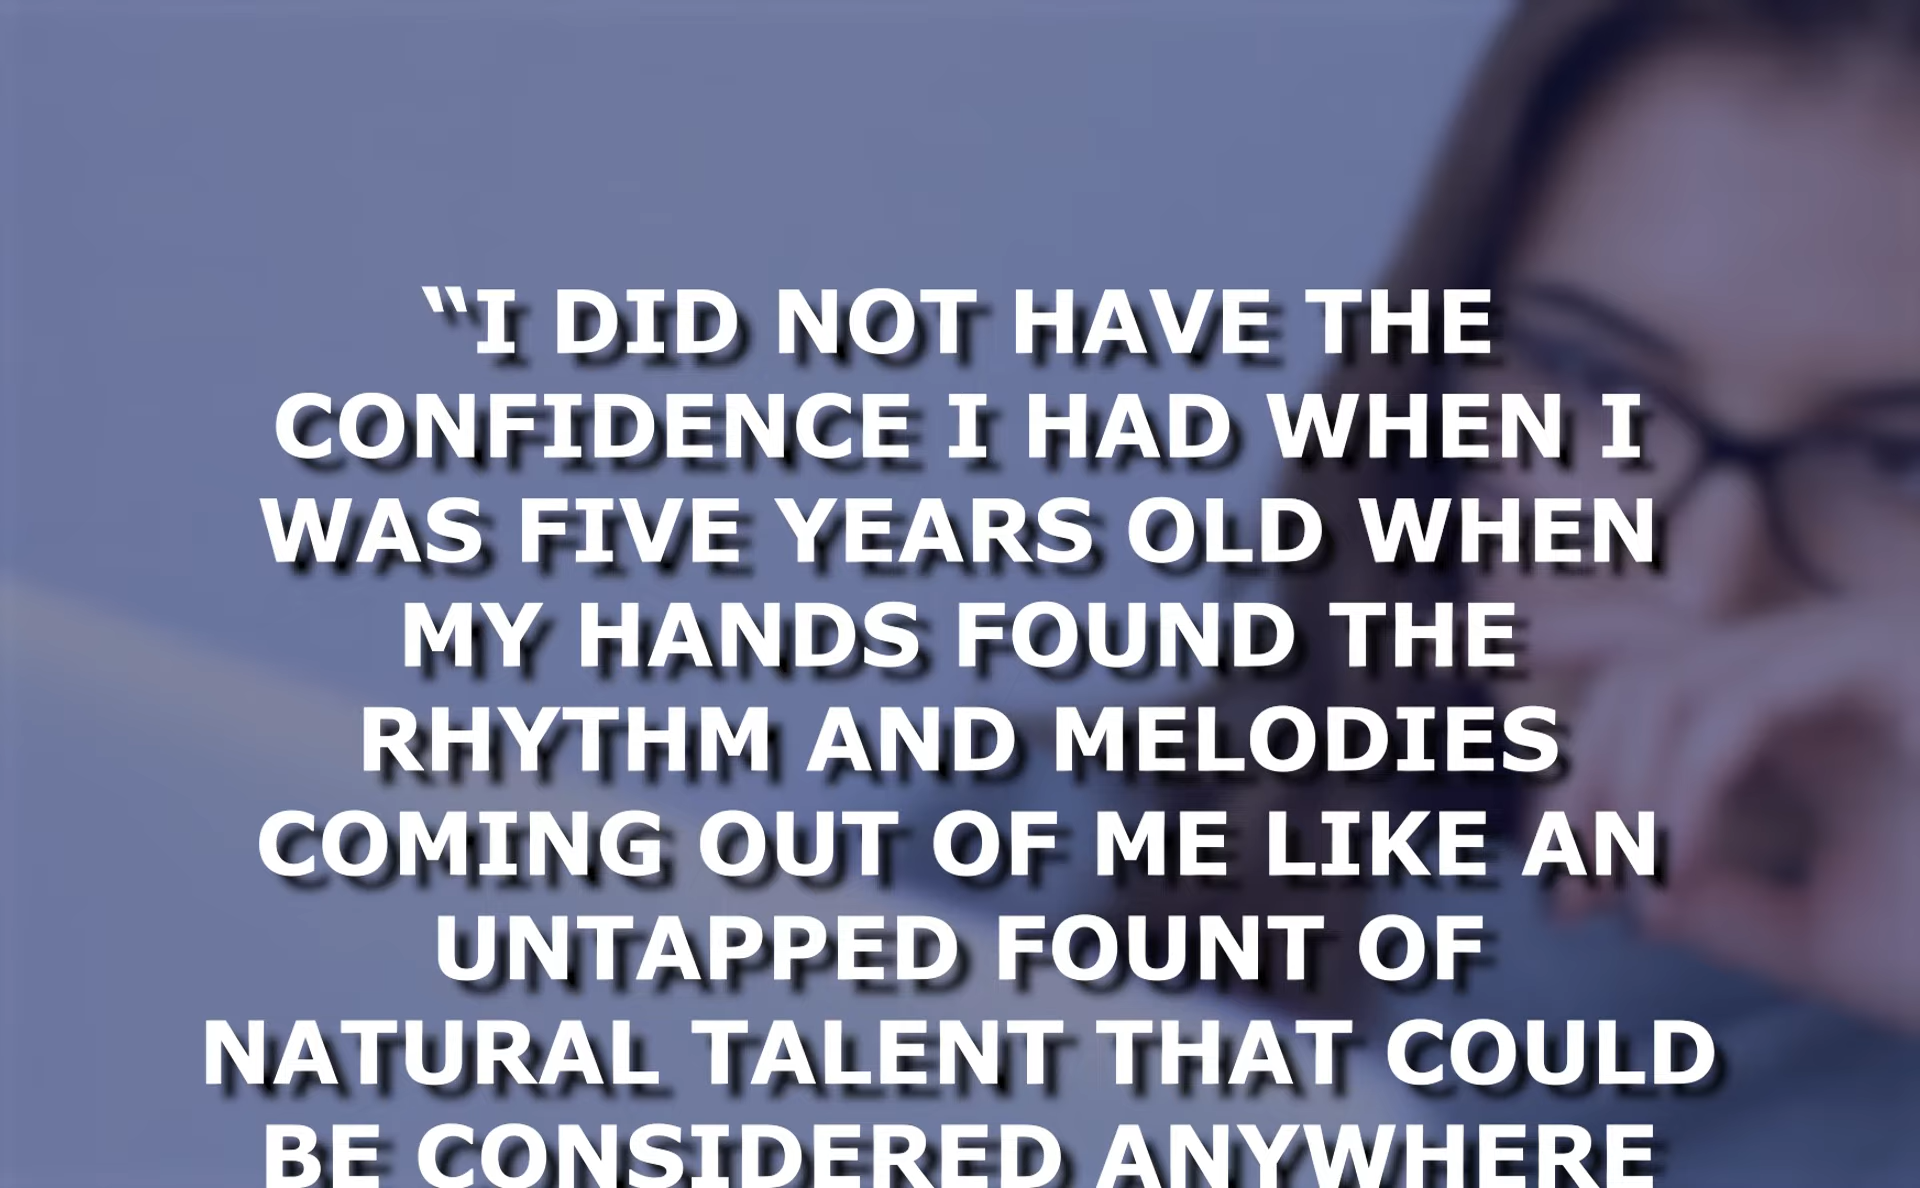 “I DID NOT HAVE THE
CONFIDENCE I HAD WHEN I
WAS FIVE YEARS OLD WHEN
MY HANDS FOUND THE
RHYTHM AND MELODIES
COMING OUT OF ME LIKE AN
UNTAPPED FOUNT OF
NATURAL TALENT THAT COULD
BE CONSIDERED ANYWHERE